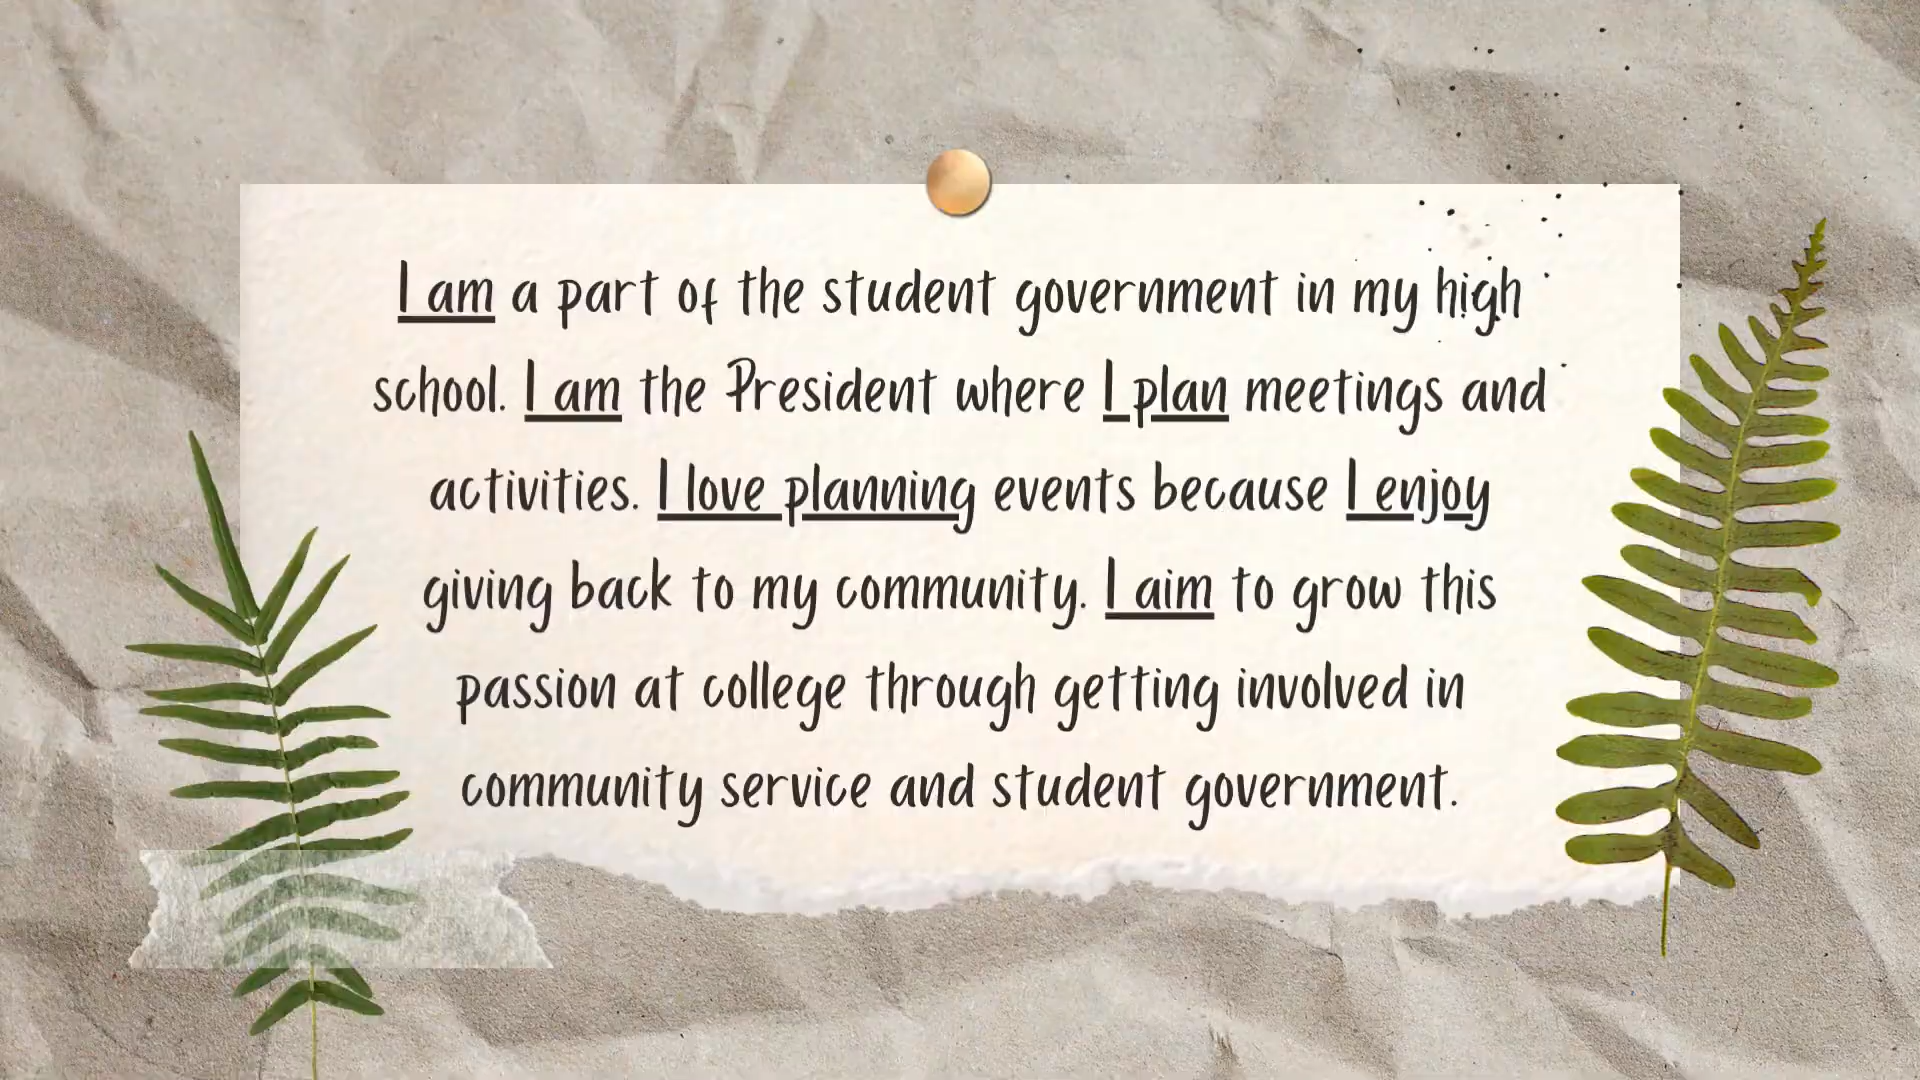 I am a part of the student government in my high
school. I am the President where I plan meetings and
activities. I love planning events because I enjoy
giving back to my community. I aim to grow this
passion at college through getting involved in
community service and student government.